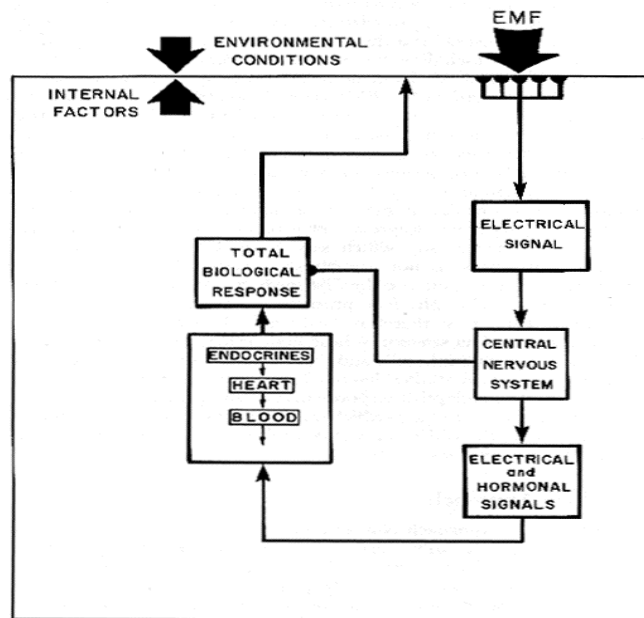 EMF
ENVIRONMENTAL
CONDITIONS
INTERNAL
FACTORS
ELECTRICAL
SIGNAL
TOTAL
BIOLOGICAL
RESPONSE
CENTRAL
NERVOUS
SYSTEM
ENDOCRINES
HEART
BLOOD
ELECTRICAL
and
HORMONAL
SIGNALS